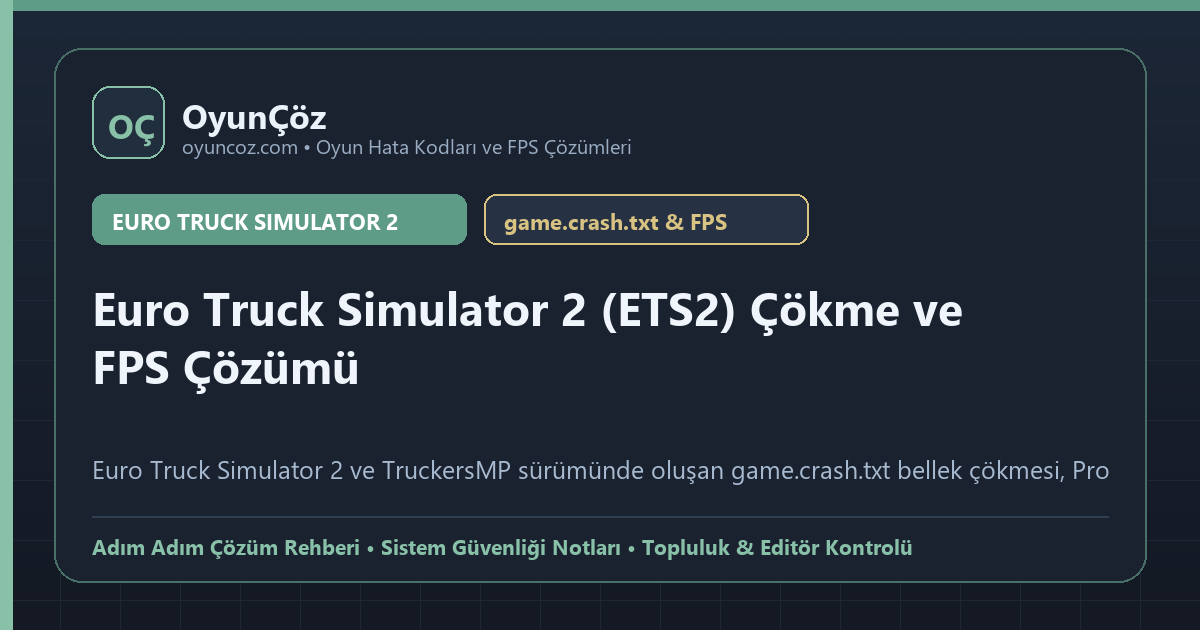 OÇ
OyunÇöz
oyuncoz.com • Oyun Hata Kodları ve FPS Çözümleri
EURO TRUCK SIMULATOR 2
game.crash.txt & FPS
Euro Truck Simulator 2 (ETS2) Çökme ve
FPS Çözümü
Euro Truck Simulator 2 ve TruckersMP sürümünde oluşan game.crash.txt bellek çökmesi, Pro
Adım Adım Çözüm Rehberi • Sistem Güvenliği Notları • Topluluk & Editör Kontrolü